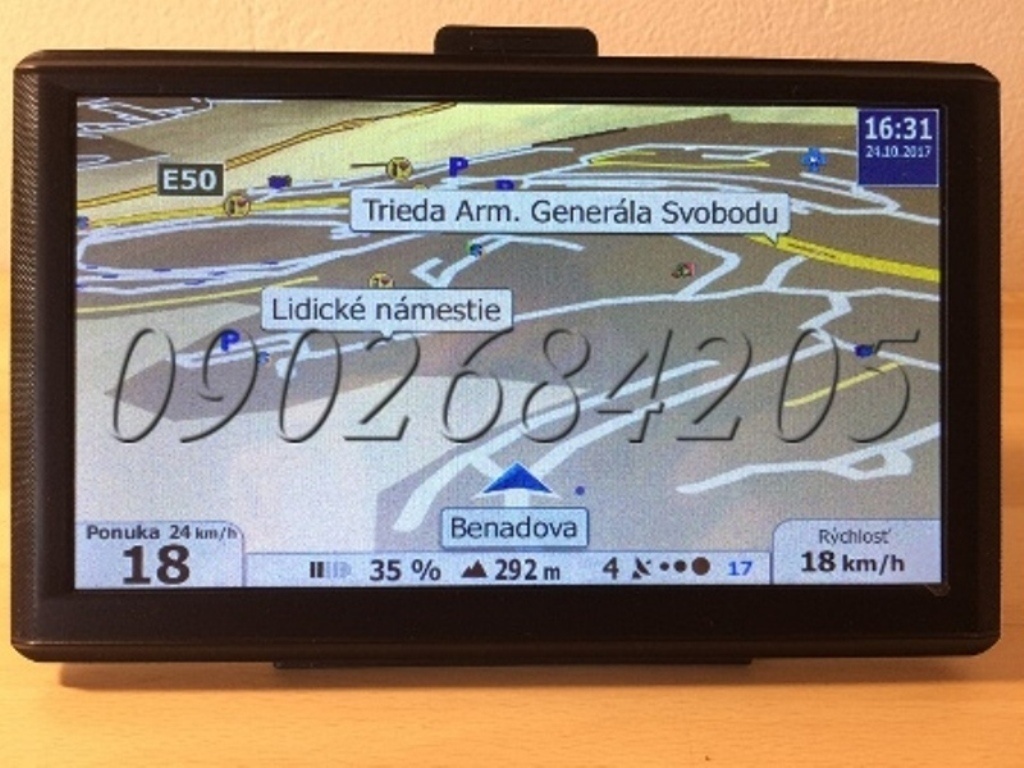 16:31
24.10.2017
P
E50
Trieda Arm. Generála Svobodu
Lidické námestie
P
0902684205
Benadova
Ponuka 24 km/h
18
35 % 292 m 4 17
Rýchlosť
18 km/h